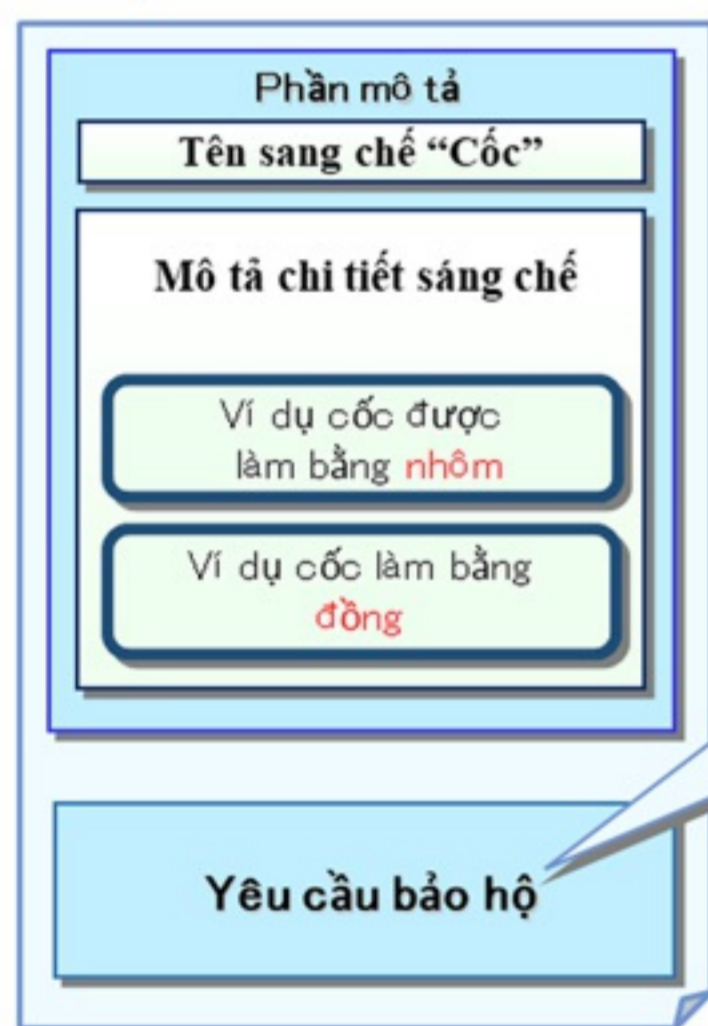 Phần mô tả
Tên sang chế “Cốc”
Mô tả chi tiết sáng chế
Ví dụ cốc được
làm bằng nhôm
Ví dụ cốc làm bằng
đồng
Yêu cầu bảo hộ